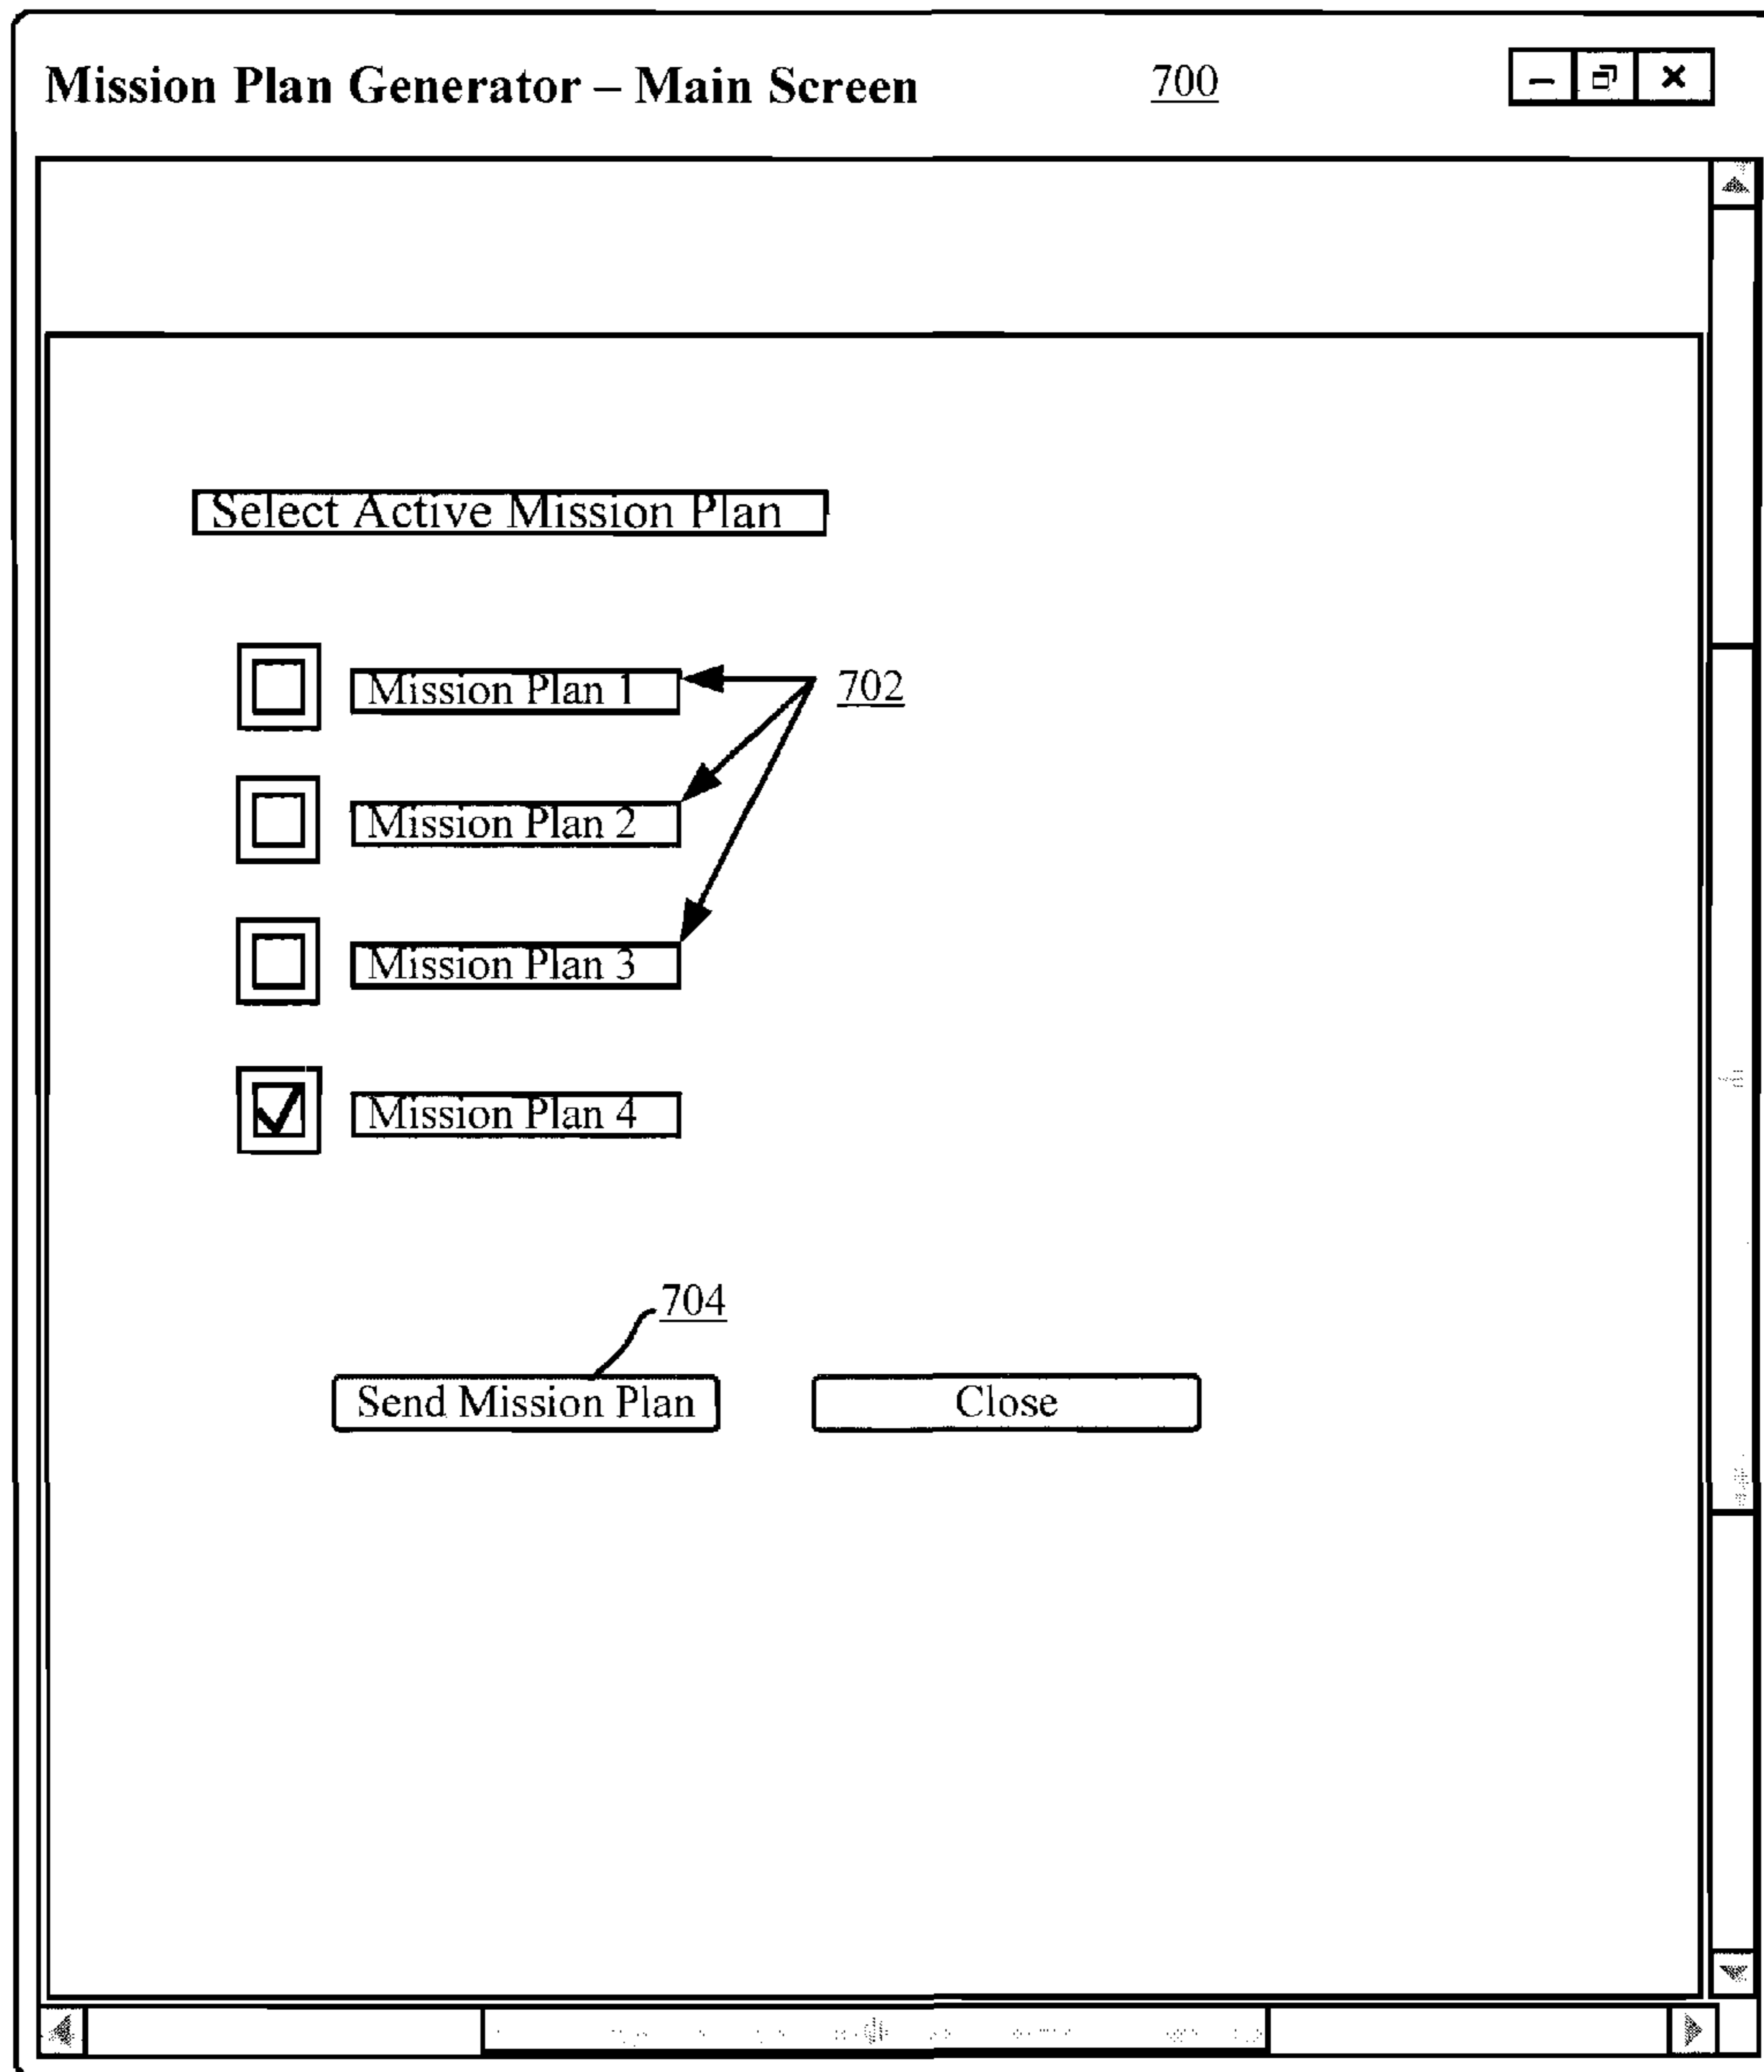 Mission Plan Generator – Main Screen 700
Select Active Mission Plan
Mission Plan 1 702
Mission Plan 2
Mission Plan 3
Mission Plan 4
704
Send Mission Plan Close